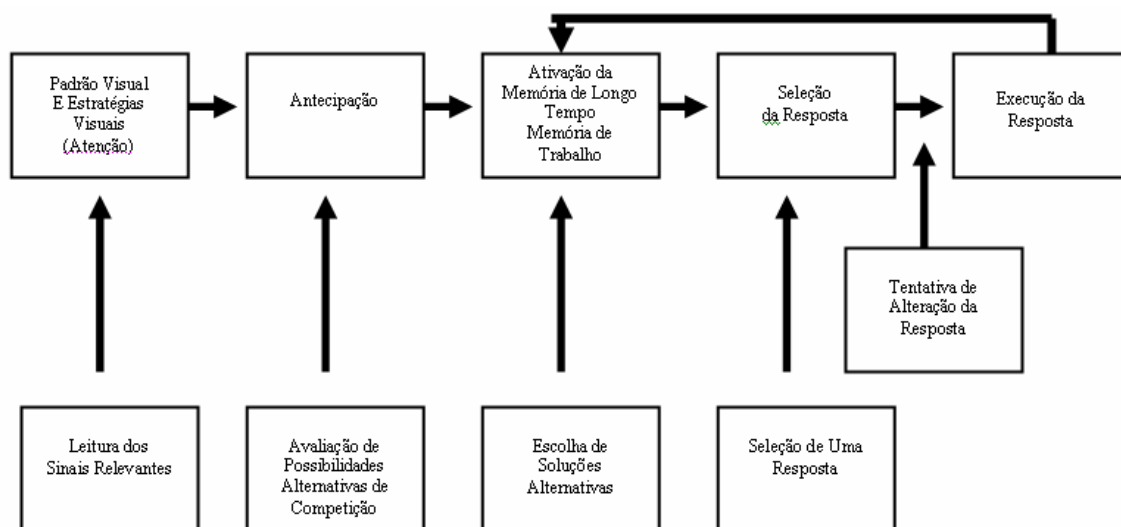 Padrão Visual
E Estratégias
Visuais
(Atenção)
Antecipação
Ativação da
Memória de Longo
Tempo
Memória de
Trabalho
Seleção
da Resposta
Execução da
Resposta
Tentativa de
Alteração da
Resposta
Leitura dos
Sinais Relevantes
Avaliação de
Possibilidades
Alternativas de
Competição
Escolha de
Soluções
Alternativas
Seleção de Uma
Resposta